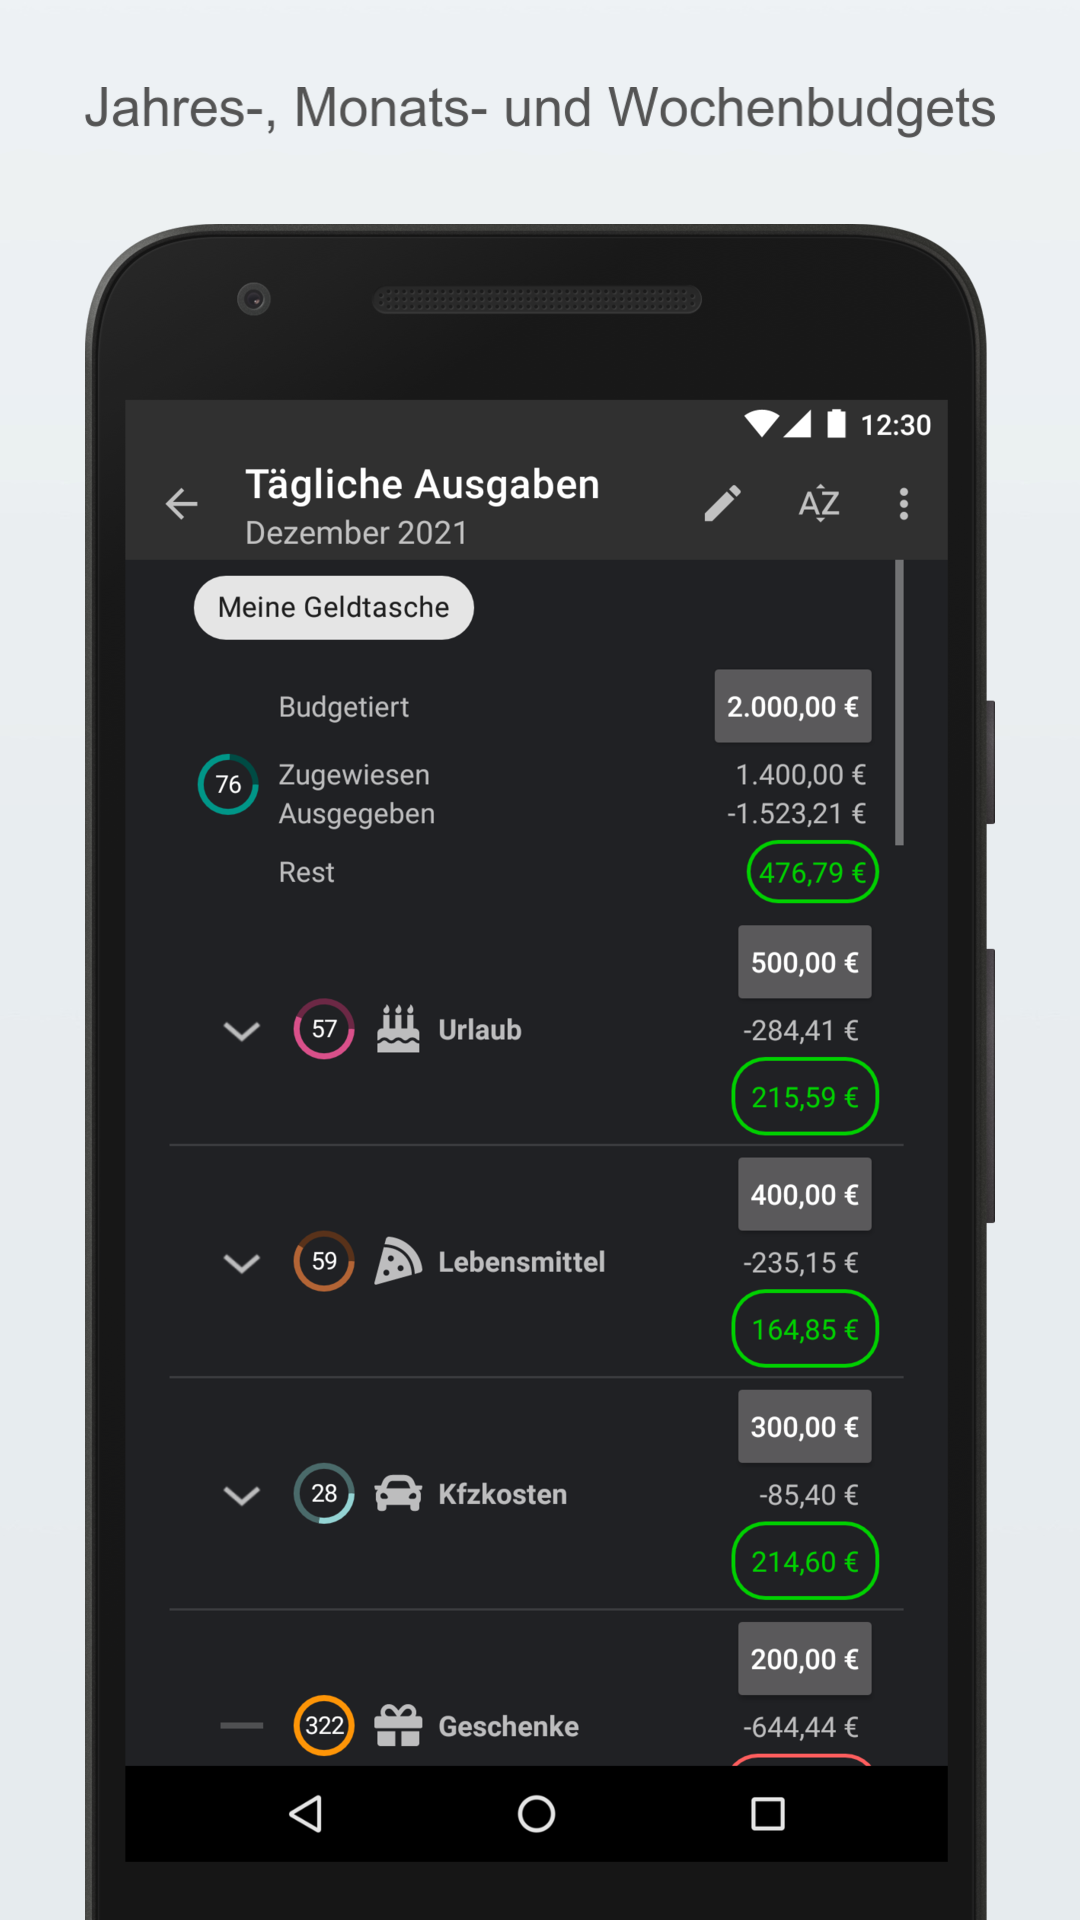 Jahres-, Monats- und Wochenbudgets
12:30
Tägliche Ausgaben
Dezember 2021
AZ
Meine Geldtasche
Budgetiert 2.000,00 €
76
Zugewiesen 1.400,00 €
Ausgegeben -1.523,21 €
Rest 476,79 €
500,00 €
57 Urlaub -284,41 €
215,59 €
400,00 €
59 Lebensmittel -235,15 €
164,85 €
300,00 €
28 Kfzkosten -85,40 €
214,60 €
200,00 €
322 Geschenke -644,44 €